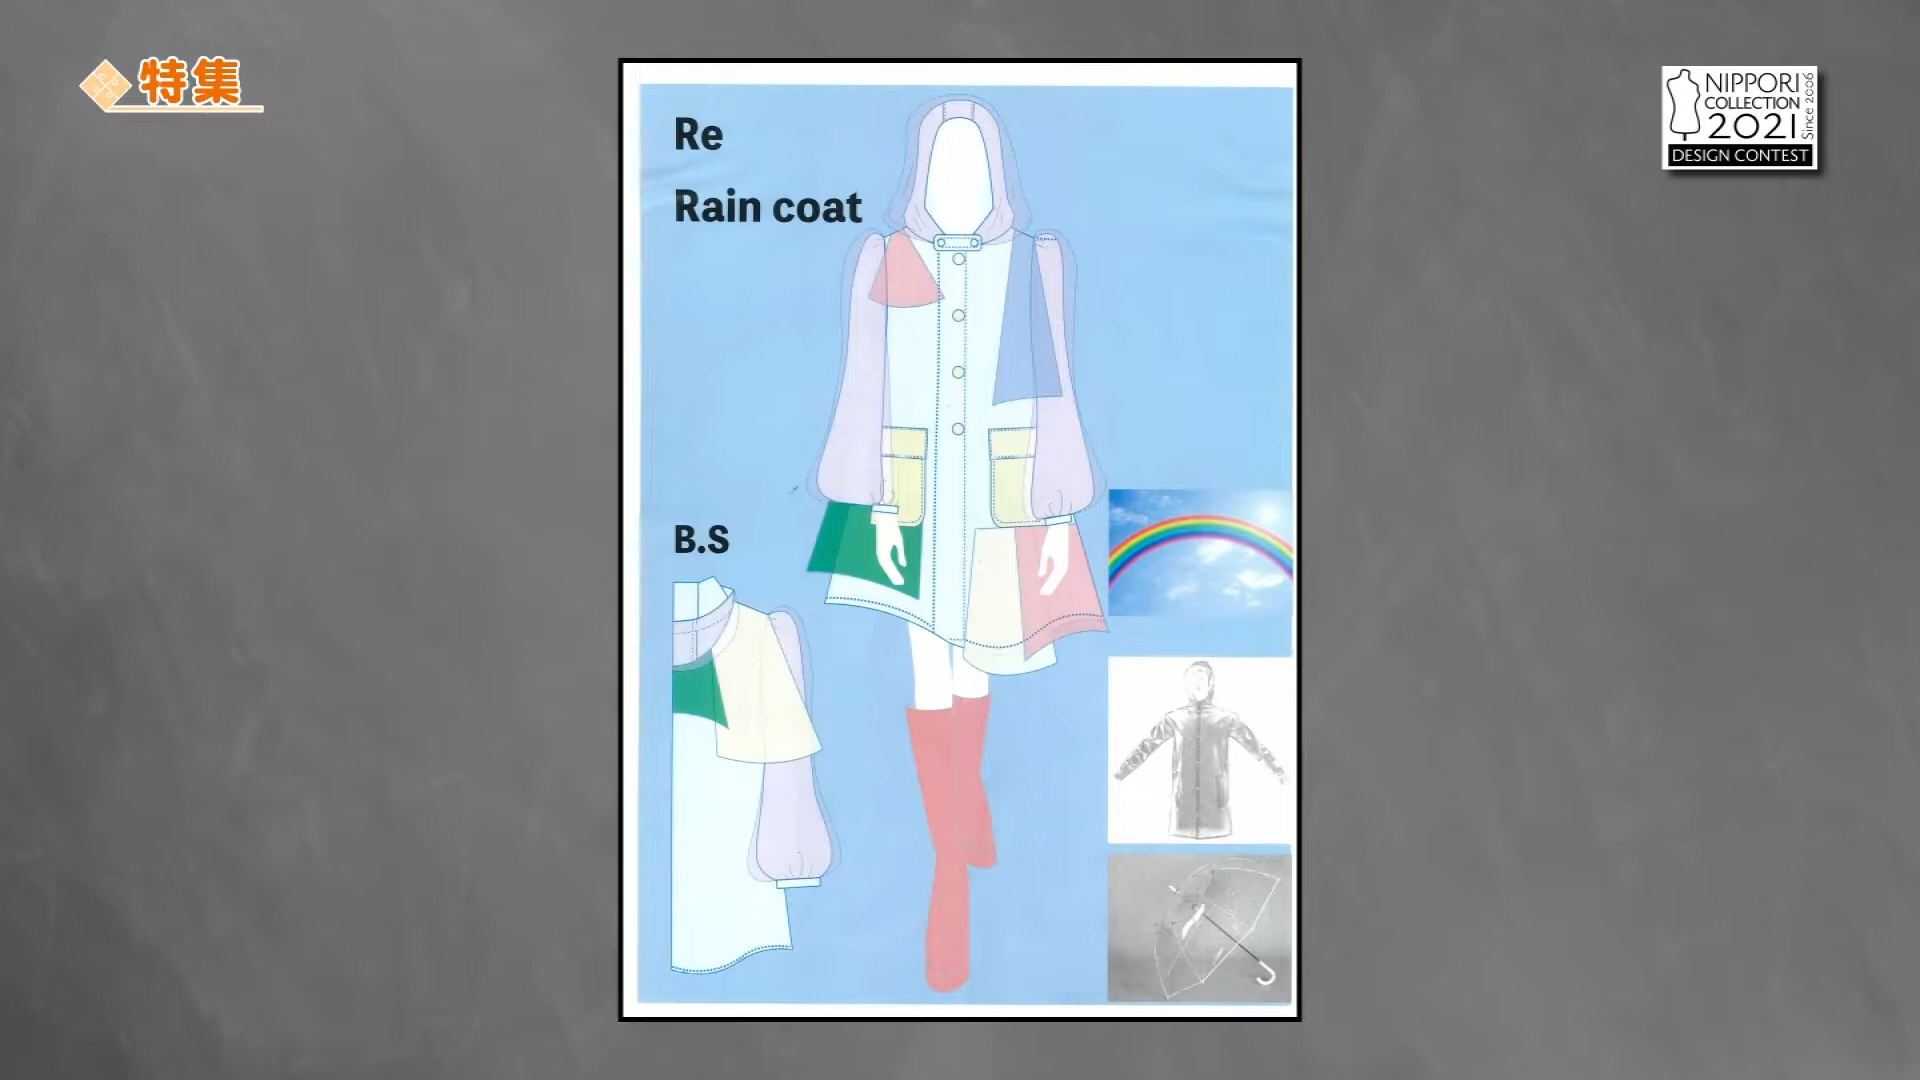 特集
NIPPORI
COLLECTION
2021
Since 2006
DESIGN CONTEST
Re
Rain coat
B.S